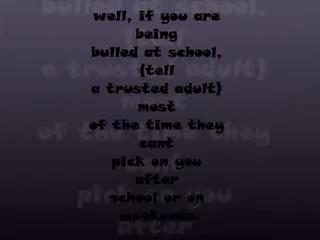 well, if you are
being
bulled at school,
(tell
a trusted adult)
most
of the time they
cant
pick on you
after
school or on
weekends.